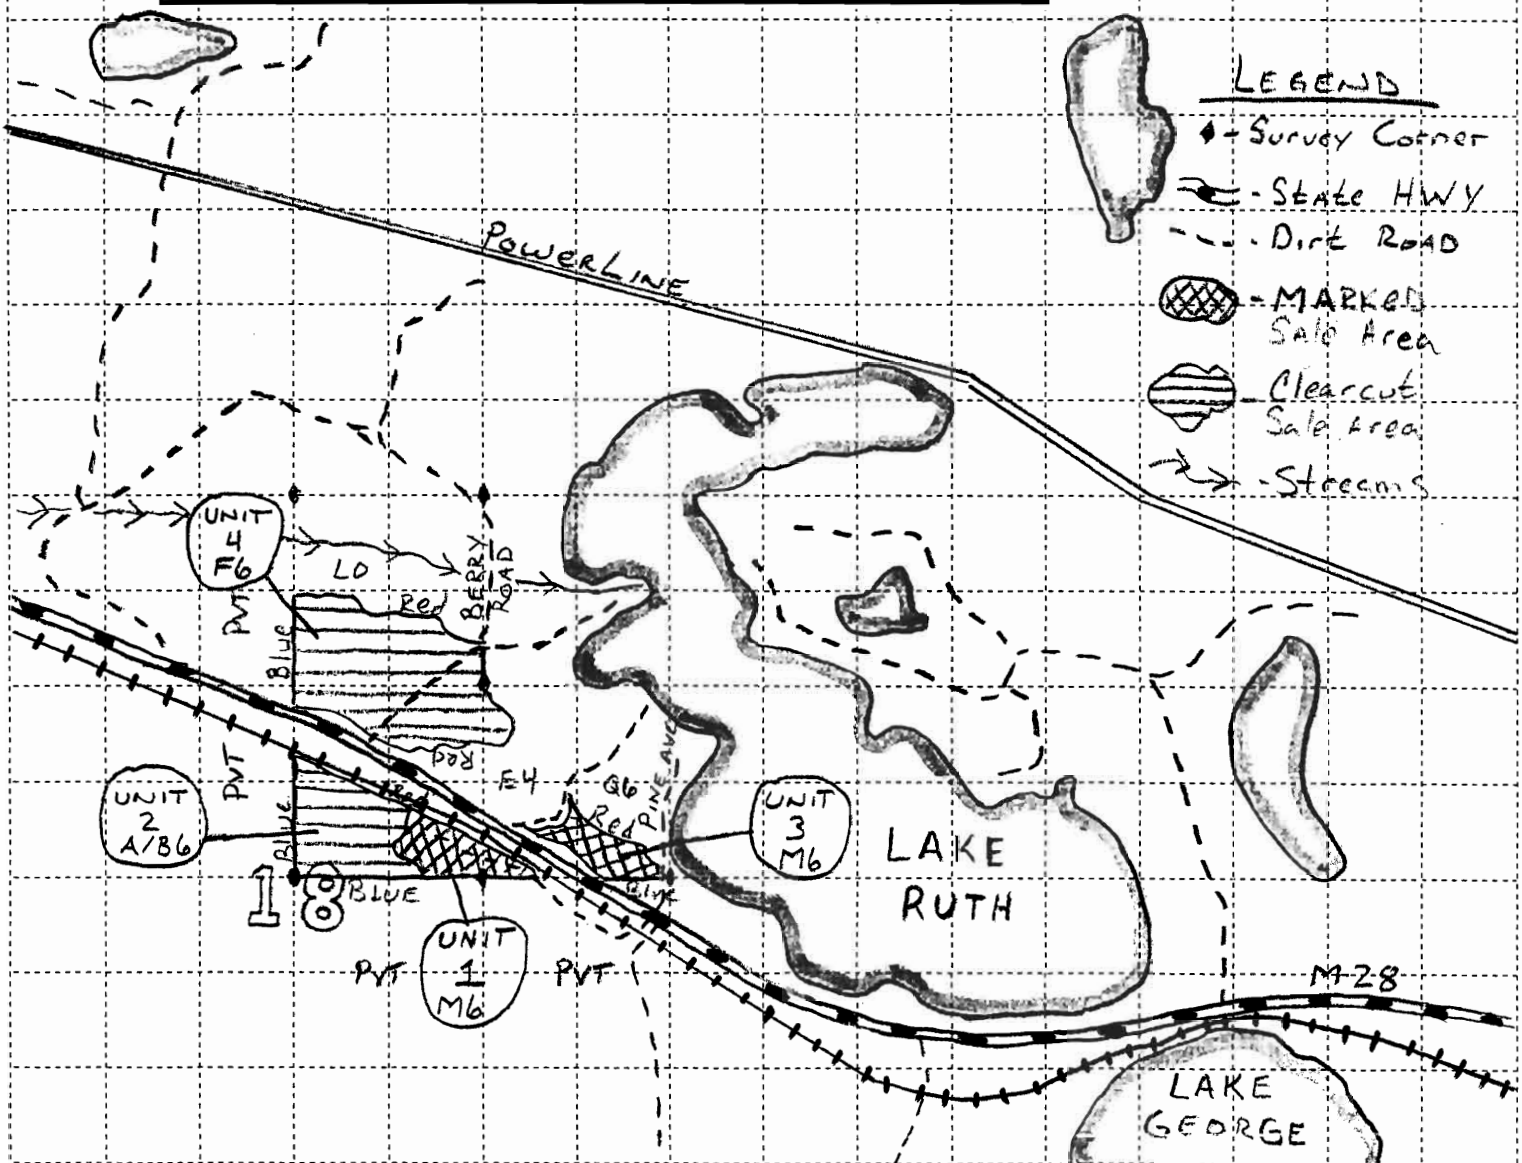 LEGEND
- Survey Corner
- State HWY
- Dirt ROAD
- MARKED
Sale Area
- Clearcut
Sale Area
- Streams
POWERLINE
UNIT
4
F6
LO
BERRY
ROAD
PVT
Blue
Red
Red
PVT
Blue
UNIT
2
A/B6
Red
E4
Q6
Red
PINE AVE
UNIT
3
M6
LAKE
RUTH
18
BLUE
Blue
PVT
UNIT
1
M6
PVT
M-28
LAKE
GEORGE